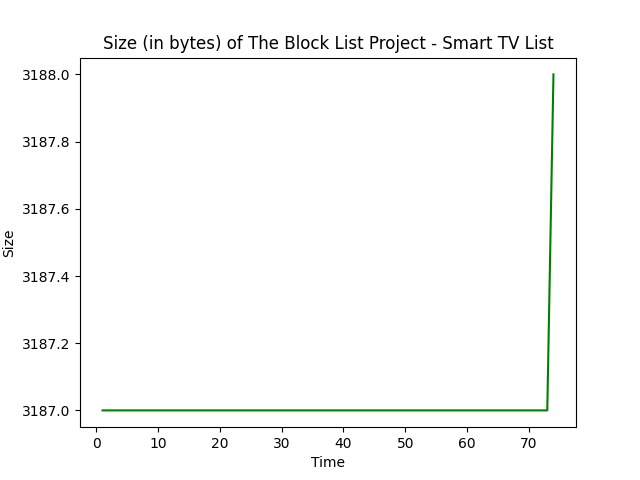 Size (in bytes) of The Block List Project - Smart TV List
3188.0
3187.8
3187.6
3187.4
3187.2
3187.0
Size
0 10 20 30 40 50 60 70
Time